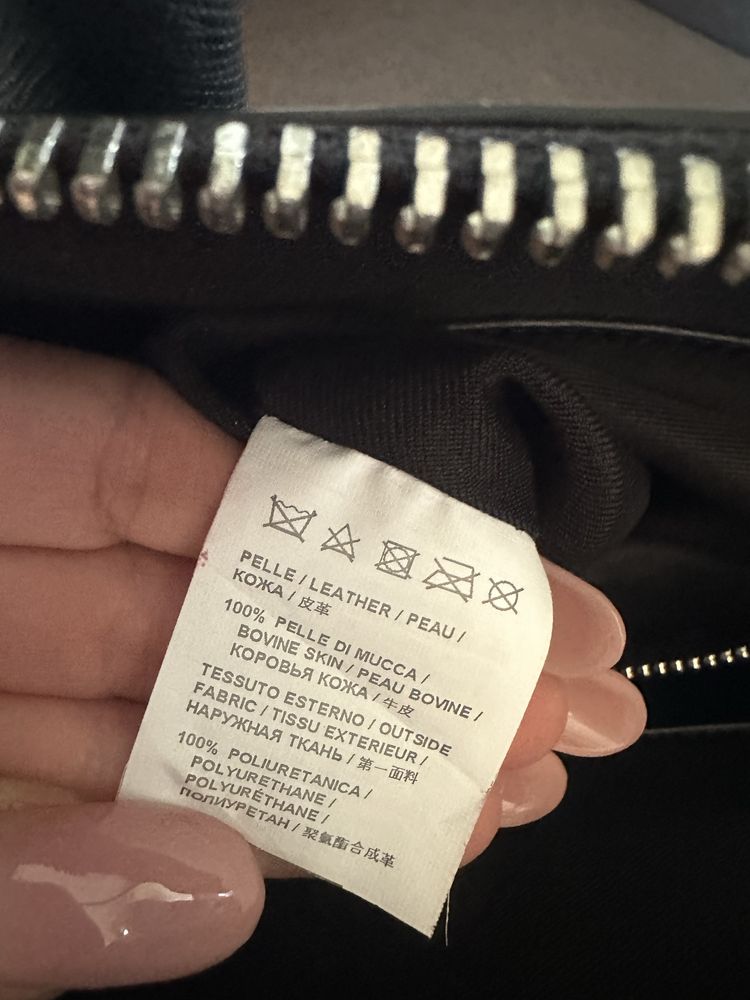 PELLE / LEATHER / PEAU /
КОЖА / 皮革
100% PELLE DI MUCCA /
BOVINE SKIN / PEAU BOVINE /
КОРОВЬЯ КОЖА / 生皮
TESSUTO ESTERNO / OUTSIDE
FABRIC / TISSU EXTERIEUR /
НАРУЖНАЯ ТКАНЬ / 第一面料
100% POLIURETANICA /
POLYURETHANE /
POLYURÉTHANE /
ПОЛИУРЕТАН / 聚氨酯合成革